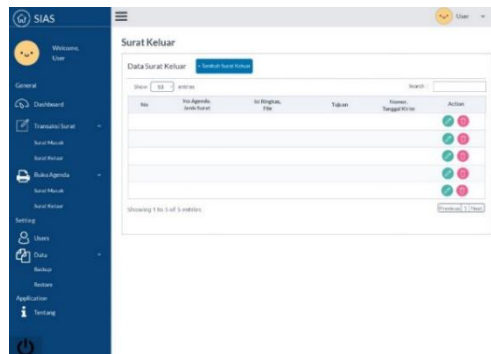 SIAS
User
Welcome,
User
General
Dashboard
Transaksi Surat
Surat Masuk
Surat Keluar
Buku Agenda
Surat Masuk
Surat Keluar
Setting
Users
Data
Backup
Restore
Application
Tentang
Surat Keluar
Data Surat Keluar
+ Tambah Surat Keluar
Show 10 entries
Search :
No
No Agenda,
Jenis Surat
Isi Ringkas,
File
Tujuan
Nomor,
Tanggal Kirim
Action
Showing 1 to 5 of 5 entries
Previous 1 Next